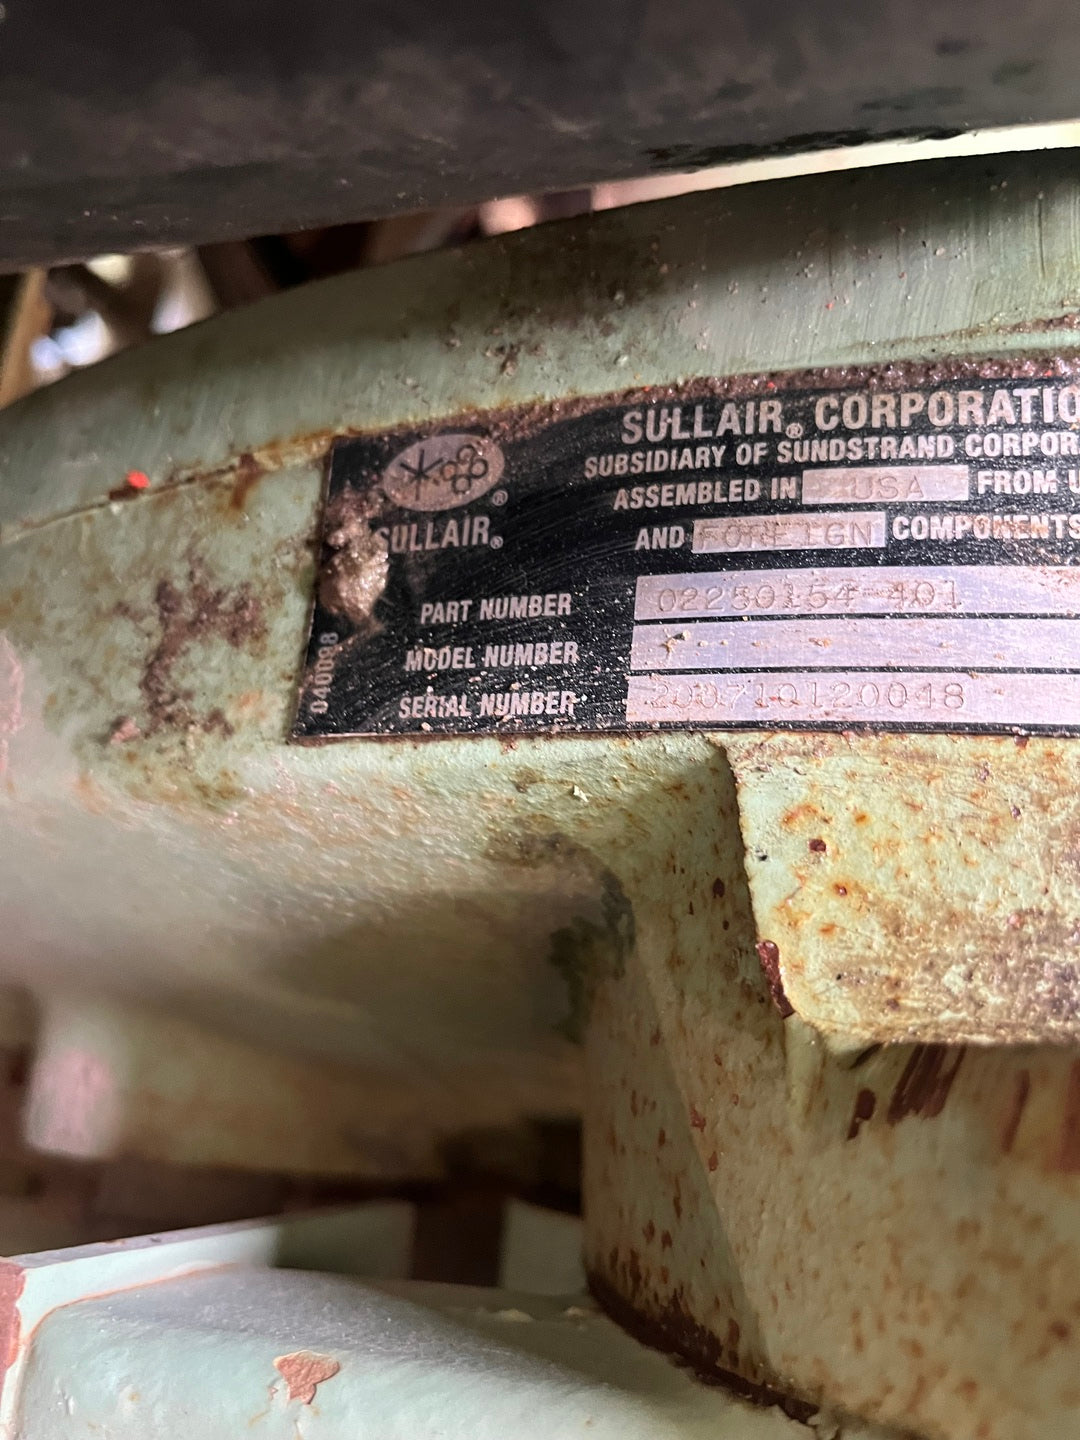 SULLAIR® CORPORATIO
SUBSIDIARY OF SUNDSTRAND CORPOR
ASSEMBLED IN USA FROM U
AND FOREIGN COMPONENTS
SULLAIR®
PART NUMBER 02250154-401
MODEL NUMBER
SERIAL NUMBER 200710120048
040098